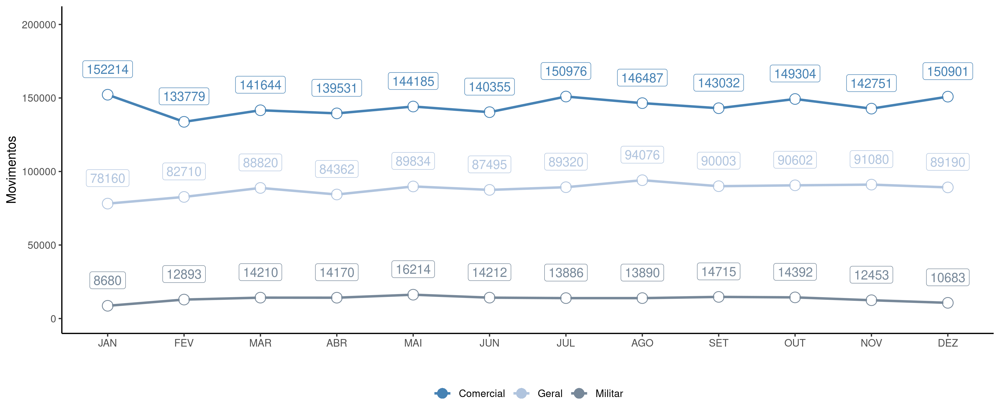 Movimentos
200000
150000
100000
50000
0
152214 133779 141644 139531 144185 140355 150976 146487 143032 149304 142751 150901
78160 82710 88820 84362 89834 87495 89320 94076 90003 90602 91080 89190
8680 12893 14210 14170 16214 14212 13886 13890 14715 14392 12453 10683
JAN FEV MAR ABR MAI JUN JUL AGO SET OUT NOV DEZ
Comercial Geral Militar